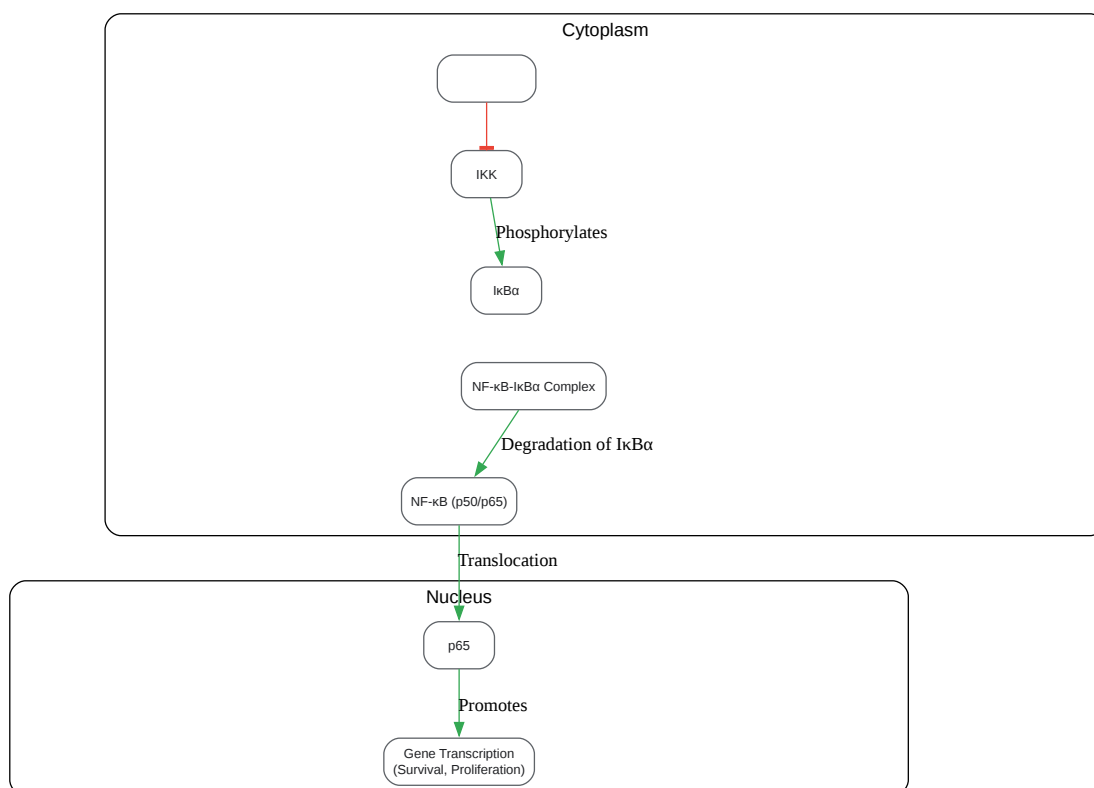 Cytoplasm
IKK
Phosphorylates
IκBα
NF-κB-IκBα Complex
Degradation of IκBα
NF-κB (p50/p65)
Translocation
Nucleus
p65
Promotes
Gene Transcription
(Survival, Proliferation)